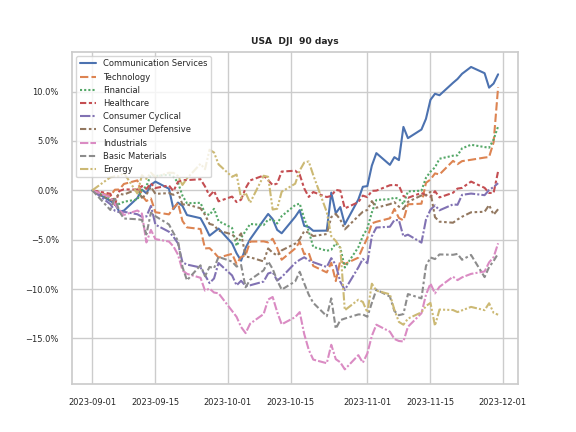 USA DJI 90 days
Communication Services
Technology
Financial
Healthcare
Consumer Cyclical
Consumer Defensive
Industrials
Basic Materials
Energy
10.0%
5.0%
0.0%
−5.0%
−10.0%
−15.0%
2023-09-01 2023-09-15 2023-10-01 2023-10-15 2023-11-01 2023-11-15 2023-12-01